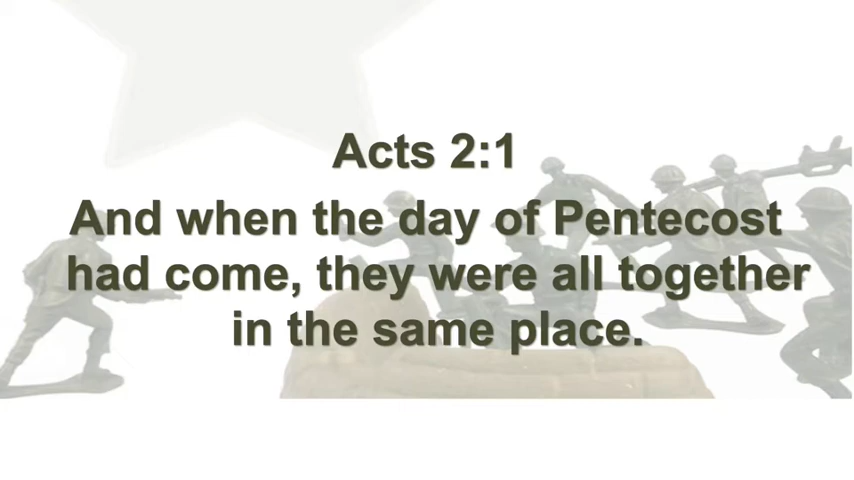 Acts 2:1
And when the day of Pentecost
had come, they were all together
in the same place.